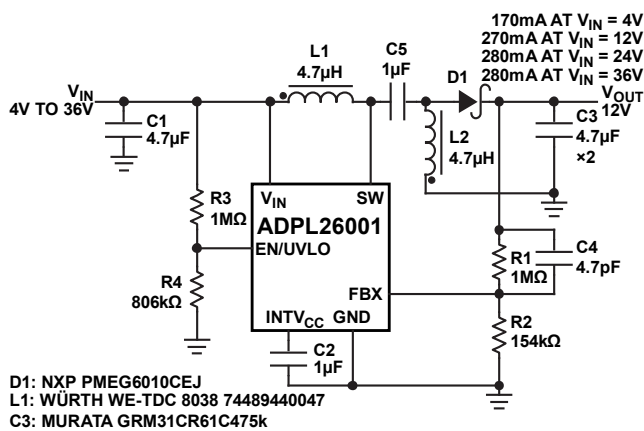 170mA AT VIN = 4V
270mA AT VIN = 12V
280mA AT VIN = 24V
280mA AT VIN = 36V
L1
4.7µH
C5
1µF
D1
VIN
4V TO 36V
VOUT
12V
C1
4.7µF
L2
4.7µH
C3
4.7µF
×2
R3
1MΩ
VIN
SW
ADPL26001
EN/UVLO
R4
806kΩ
FBX
INTVCC
GND
R1
1MΩ
C4
4.7pF
R2
154kΩ
C2
1µF
D1: NXP PMEG6010CEJ
L1: WÜRTH WE-TDC 8038 74489440047
C3: MURATA GRM31CR61C475k